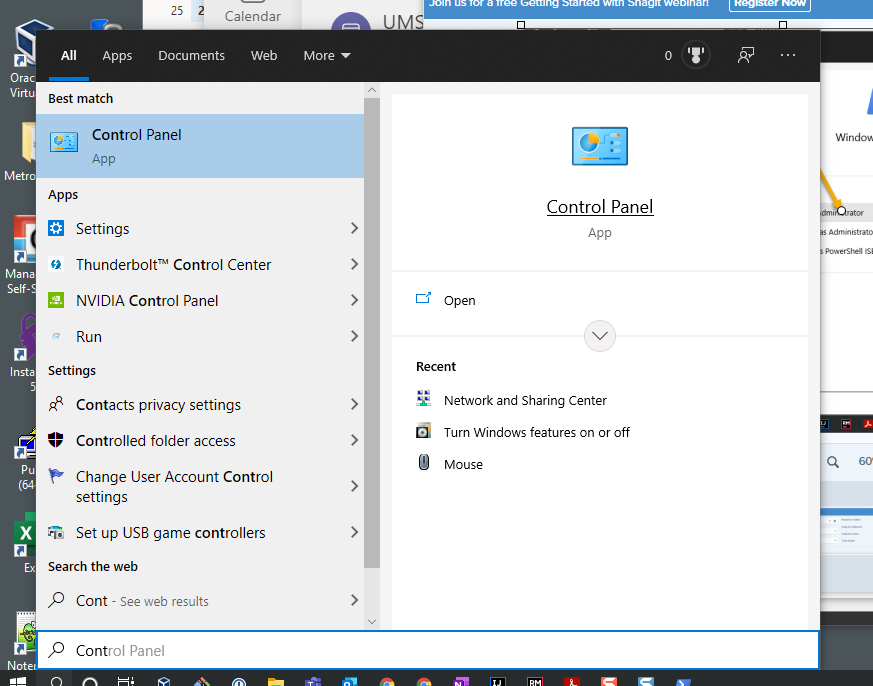 25
2
Calendar
UMS
Join us for a free Getting Started with Snagit webinar!
Register Now
All
Apps
Documents
Web
More
0
Best match
Control Panel
App
Apps
Settings
Thunderbolt™ Control Center
NVIDIA Control Panel
Run
Settings
Contacts privacy settings
Controlled folder access
Change User Account Control
settings
Set up USB game controllers
Search the web
Cont - See web results
Control Panel
Control Panel
App
Open
Recent
Network and Sharing Center
Turn Windows features on or off
Mouse
Orac
Virtu
Metro
Mana
Self-S
Insta
5
Pu
(64-
Ex
Note
Window
as Administrato
as PowerShell ISE
60